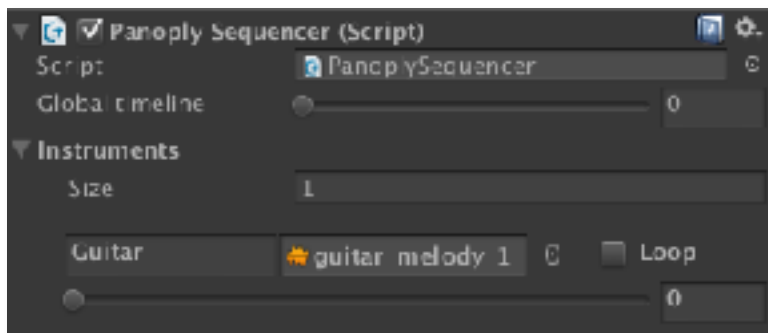 Panoply Sequencer (Script)
Script PanoplySequencer
Global timeline 0
Instruments
Size 1
Guitar guitar melody 1 Loop
0